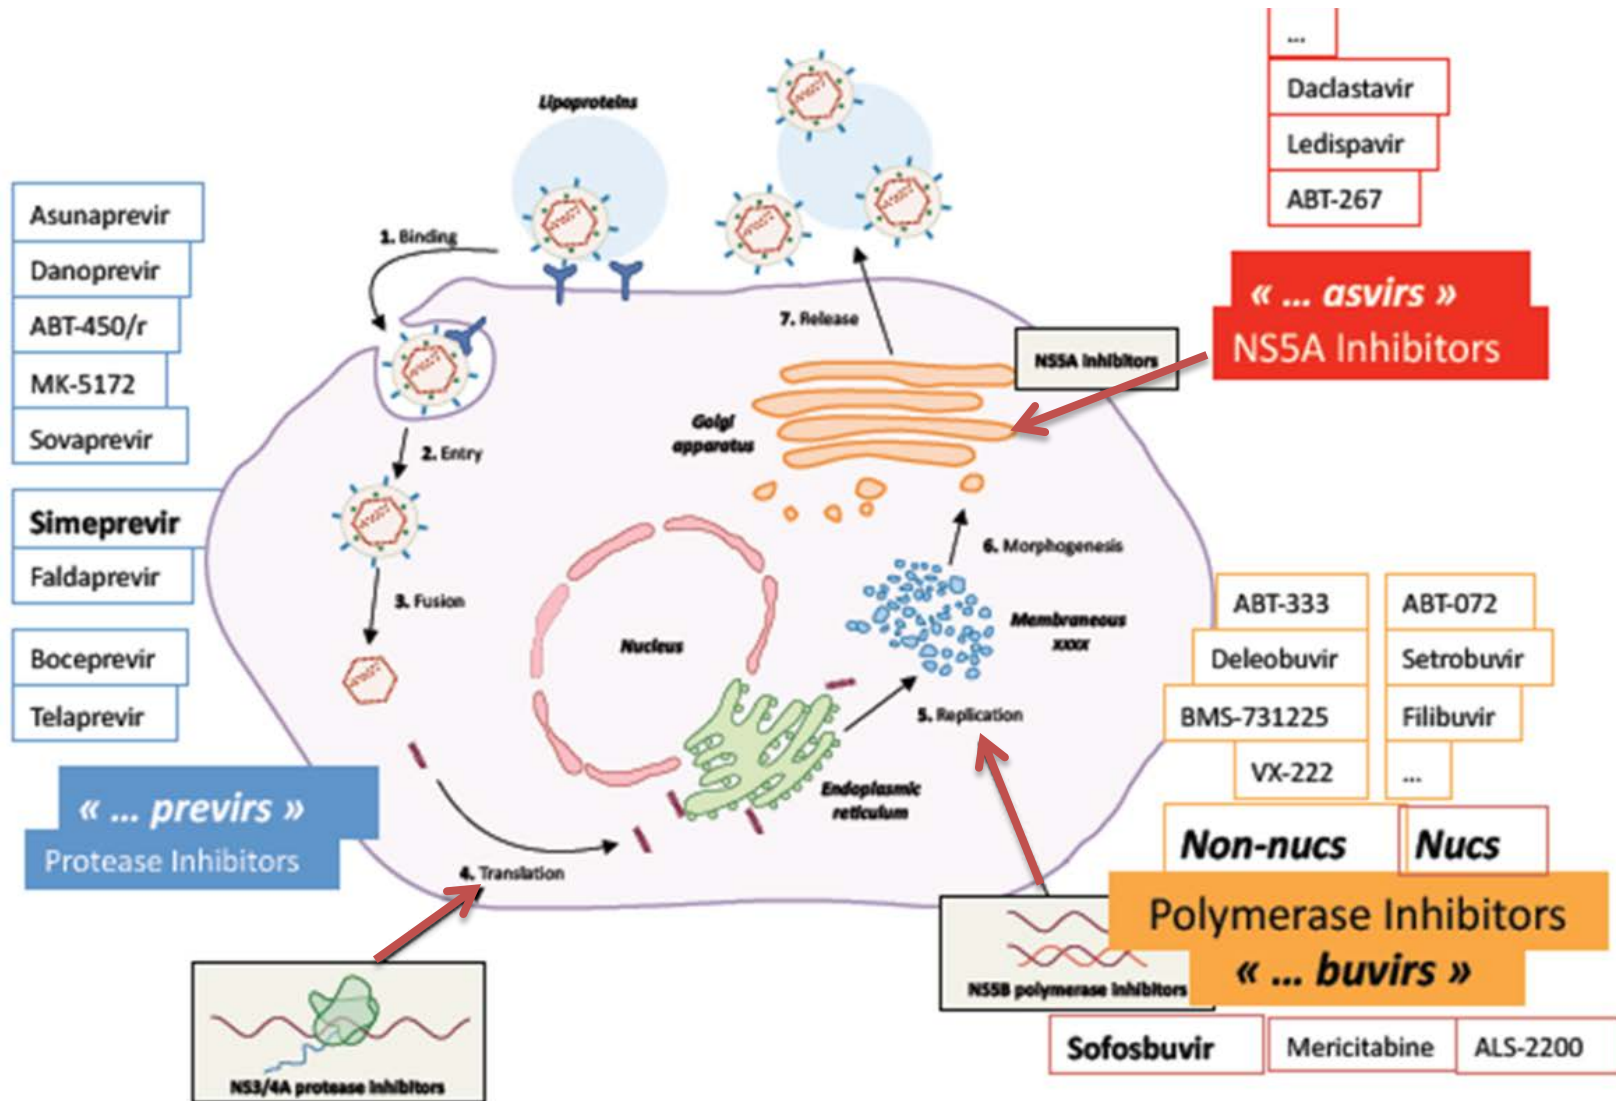 Asunaprevir
Danoprevir
ABT-450/r
MK-5172
Sovaprevir
Simeprevir
Faldaprevir
Boceprevir
Telaprevir
« ... previrs »
Protease Inhibitors
Lipoproteins
1. Binding
2. Entry
3. Fusion
4. Translation
NS3/4A protease inhibitors
Nucleus
Endoplasmic
reticulum
5. Replication
Membraneous
xxxx
6. Morphogenesis
Golgi
apparatus
7. Release
NS5A inhibitors
...
Daclastavir
Ledispavir
ABT-267
« ... asvirs »
NS5A Inhibitors
ABT-333
Deleobuvir
BMS-731225
VX-222
Non-nucs
ABT-072
Setrobuvir
Filibuvir
...
Nucs
Polymerase Inhibitors
« ... buvirs »
NS5B polymerase inhibitors
Sofosbuvir
Mericitabine
ALS-2200